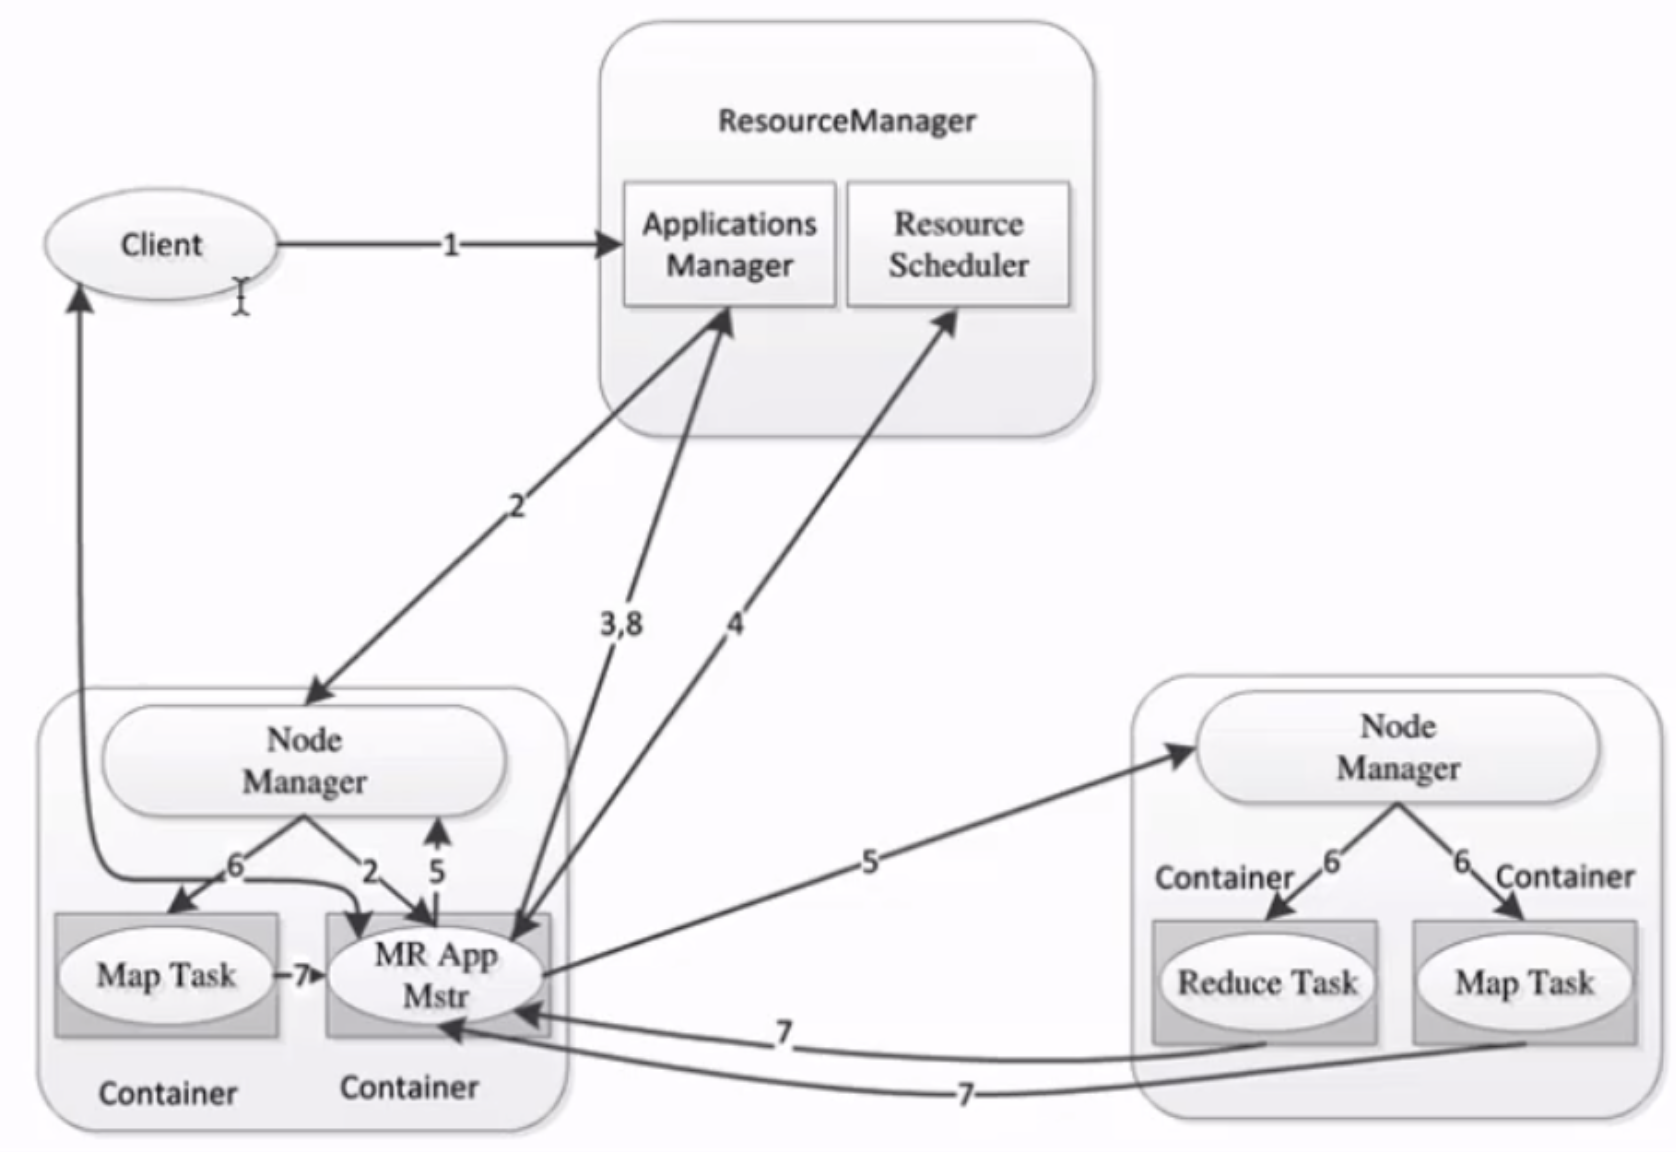 ResourceManager
Applications
Manager
Resource
Scheduler
Client
1
2
3,8
4
Node
Manager
6
2
5
Map Task
7
MR App
Mstr
Container
Container
5
7
7
Node
Manager
Container
6
6
Container
Reduce Task
Map Task